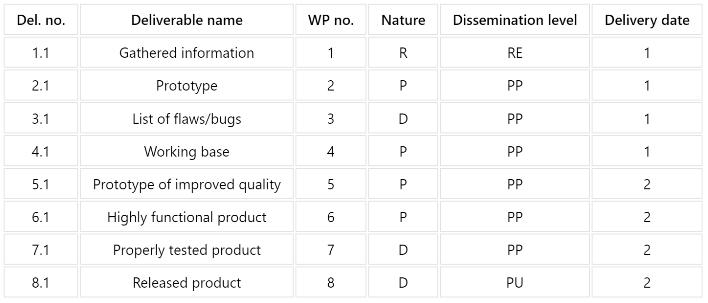 Del. no. Deliverable name WP no. Nature Dissemination level Delivery date
1.1 Gathered information 1 R RE 1
2.1 Prototype 2 P PP 1
3.1 List of flaws/bugs 3 D PP 1
4.1 Working base 4 P PP 1
5.1 Prototype of improved quality 5 P PP 2
6.1 Highly functional product 6 P PP 2
7.1 Properly tested product 7 D PP 2
8.1 Released product 8 D PU 2